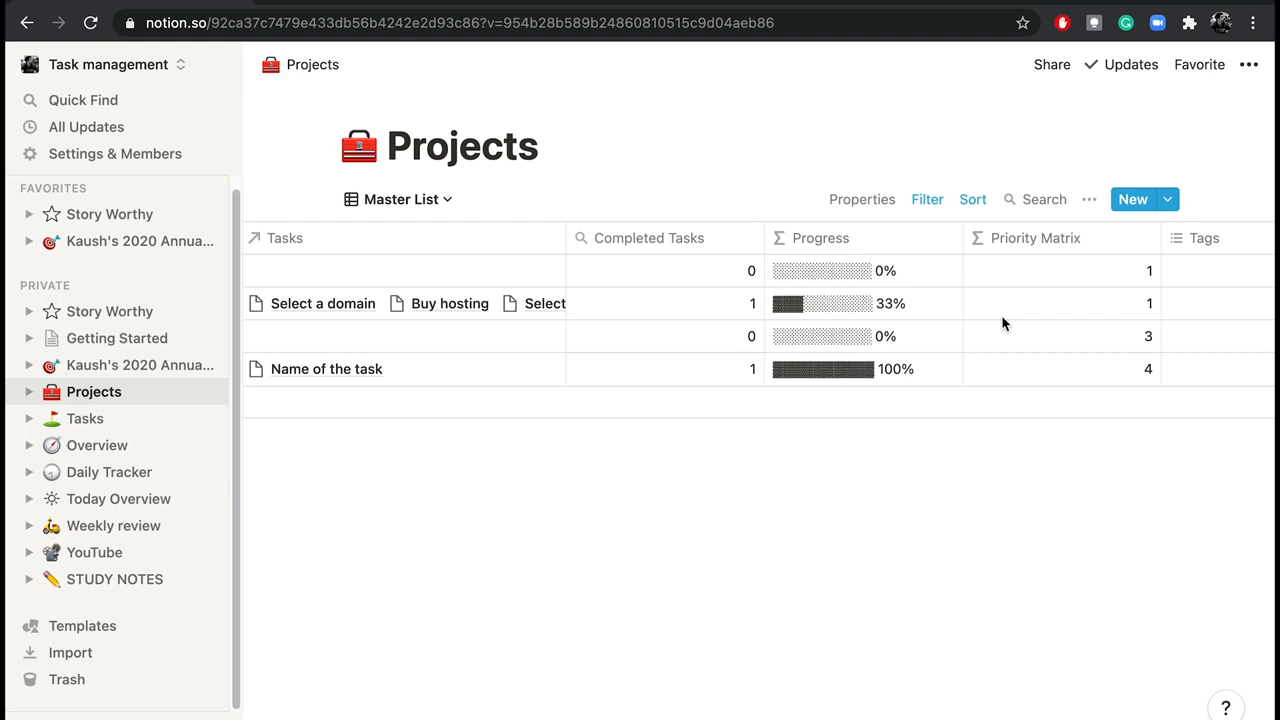 notion.so/92ca37c7479e433db56b4242e2d93c86?v=954b28b589b24860810515c9d04aeb86
Task management
Quick Find
All Updates
Settings & Members
FAVORITES
Story Worthy
Kaush's 2020 Annua...
PRIVATE
Story Worthy
Getting Started
Kaush's 2020 Annua...
Projects
Tasks
Overview
Daily Tracker
Today Overview
Weekly review
YouTube
STUDY NOTES
Templates
Import
Trash
Projects
Share Updates Favorite
Projects
Master List
Properties Filter Sort Search New
Tasks Completed Tasks Progress Priority Matrix Tags
0 0% 1
Select a domain Buy hosting Select 1 33% 1
0 0% 3
Name of the task 1 100% 4
?